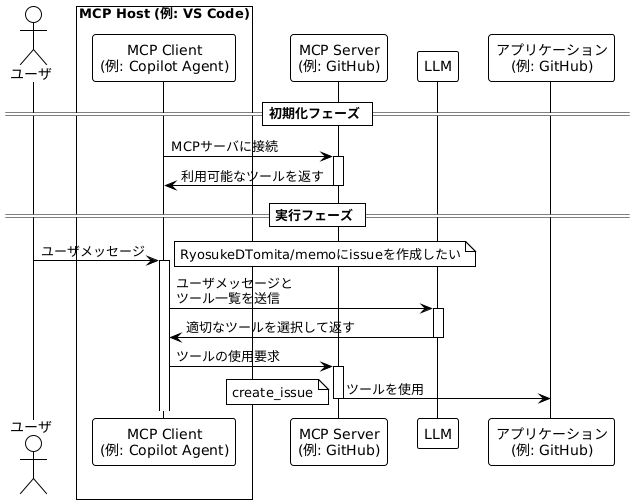 MCP Host (例: VS Code)
ユーザ
MCP Client
(例: Copilot Agent)
MCP Server
(例: GitHub)
LLM
アプリケーション
(例: GitHub)
初期化フェーズ
MCPサーバに接続
利用可能なツールを返す
実行フェーズ
ユーザメッセージ
RyosukeDTomita/memoにissueを作成したい
ユーザメッセージと
ツール一覧を送信
適切なツールを選択して返す
ツールの使用要求
create_issue
ツールを使用
ユーザ
MCP Client
(例: Copilot Agent)
MCP Server
(例: GitHub)
LLM
アプリケーション
(例: GitHub)